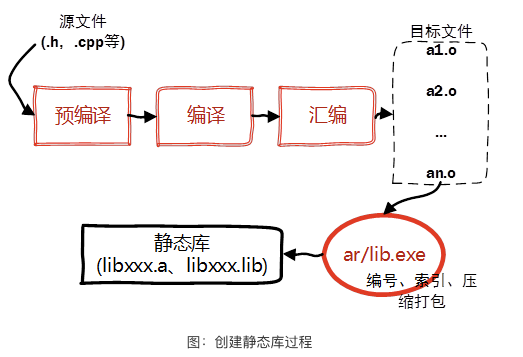 源文件
(.h，.cpp等)
目标文件
a1.o
a2.o
...
an.o
预编译
编译
汇编
静态库
(libxxx.a、libxxx.lib)
ar/lib.exe
编号、索引、压
缩打包
图：创建静态库过程